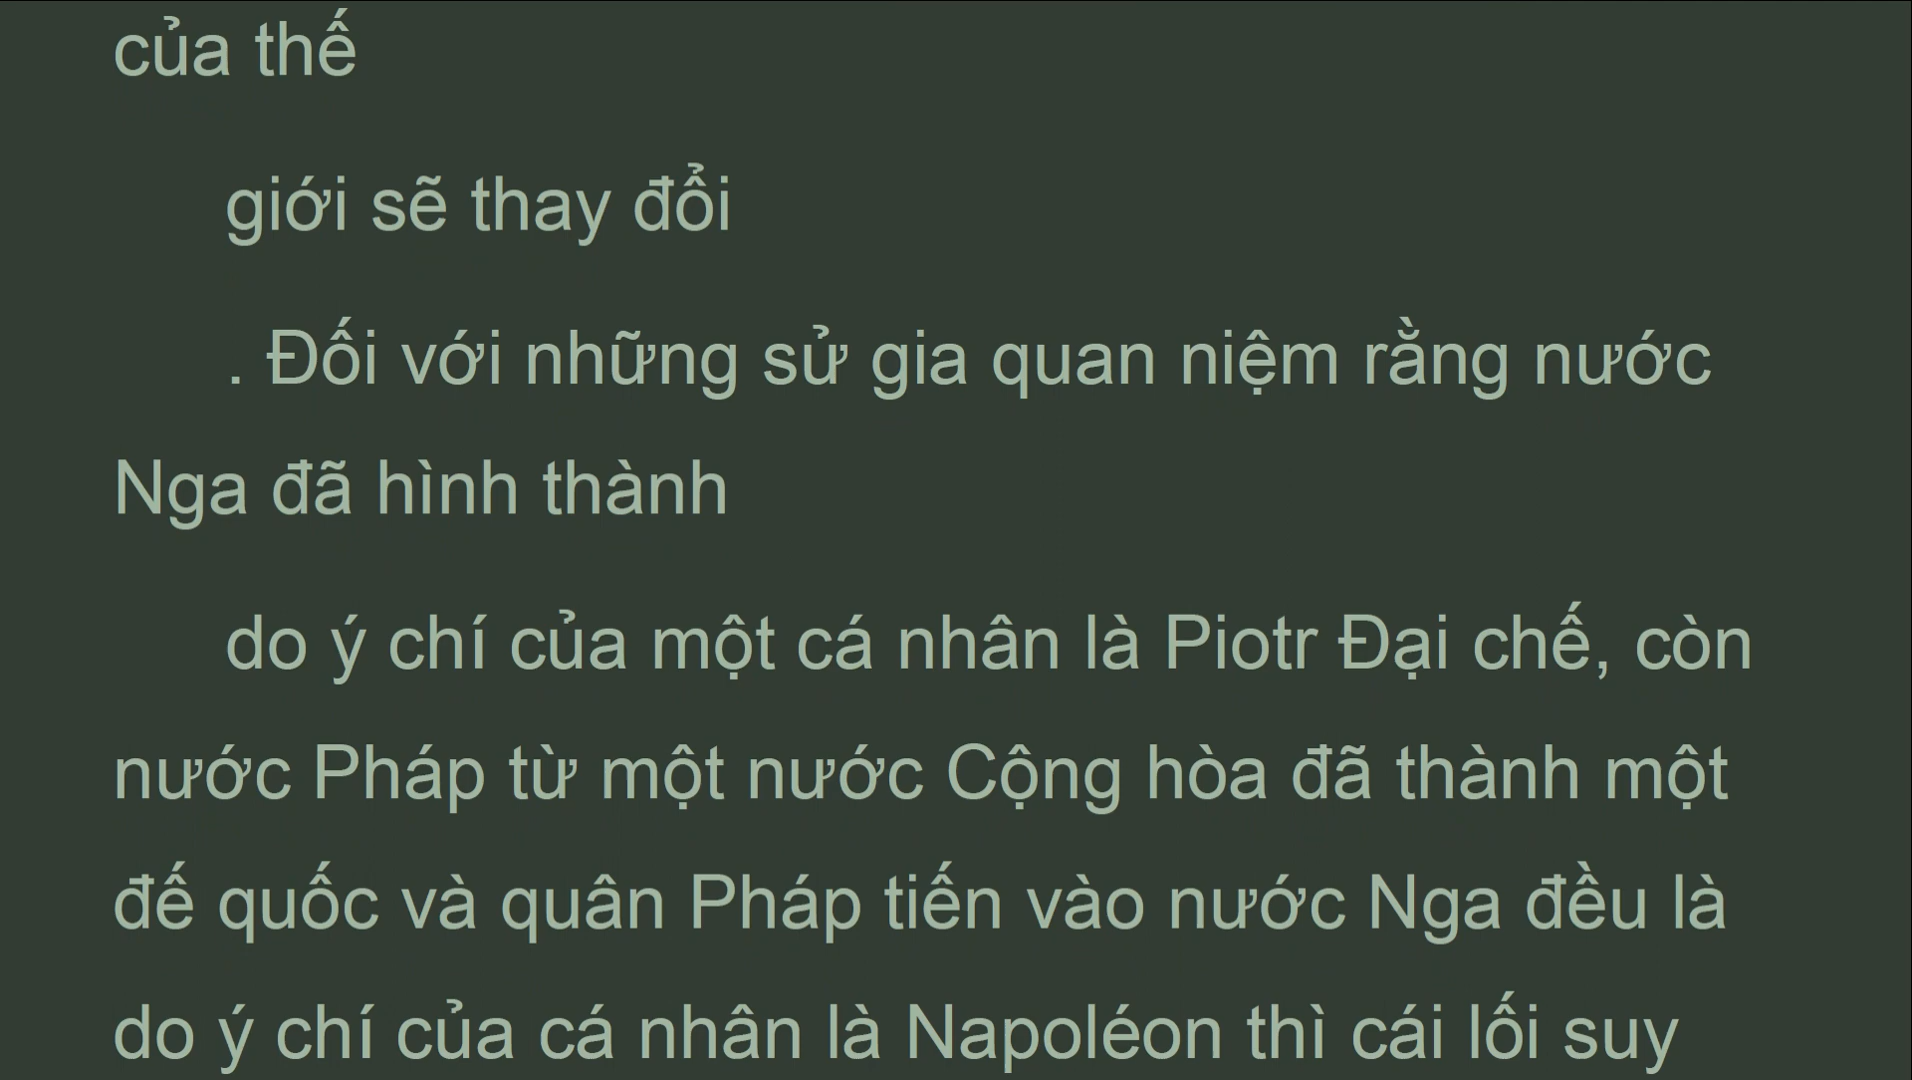 của thế
giới sẽ thay đổi
. Đối với những sử gia quan niệm rằng nước
Nga đã hình thành
do ý chí của một cá nhân là Piotr Đại chế, còn
nước Pháp từ một nước Cộng hòa đã thành một
đế quốc và quân Pháp tiến vào nước Nga đều là
do ý chí của cá nhân là Napoléon thì cái lối suy